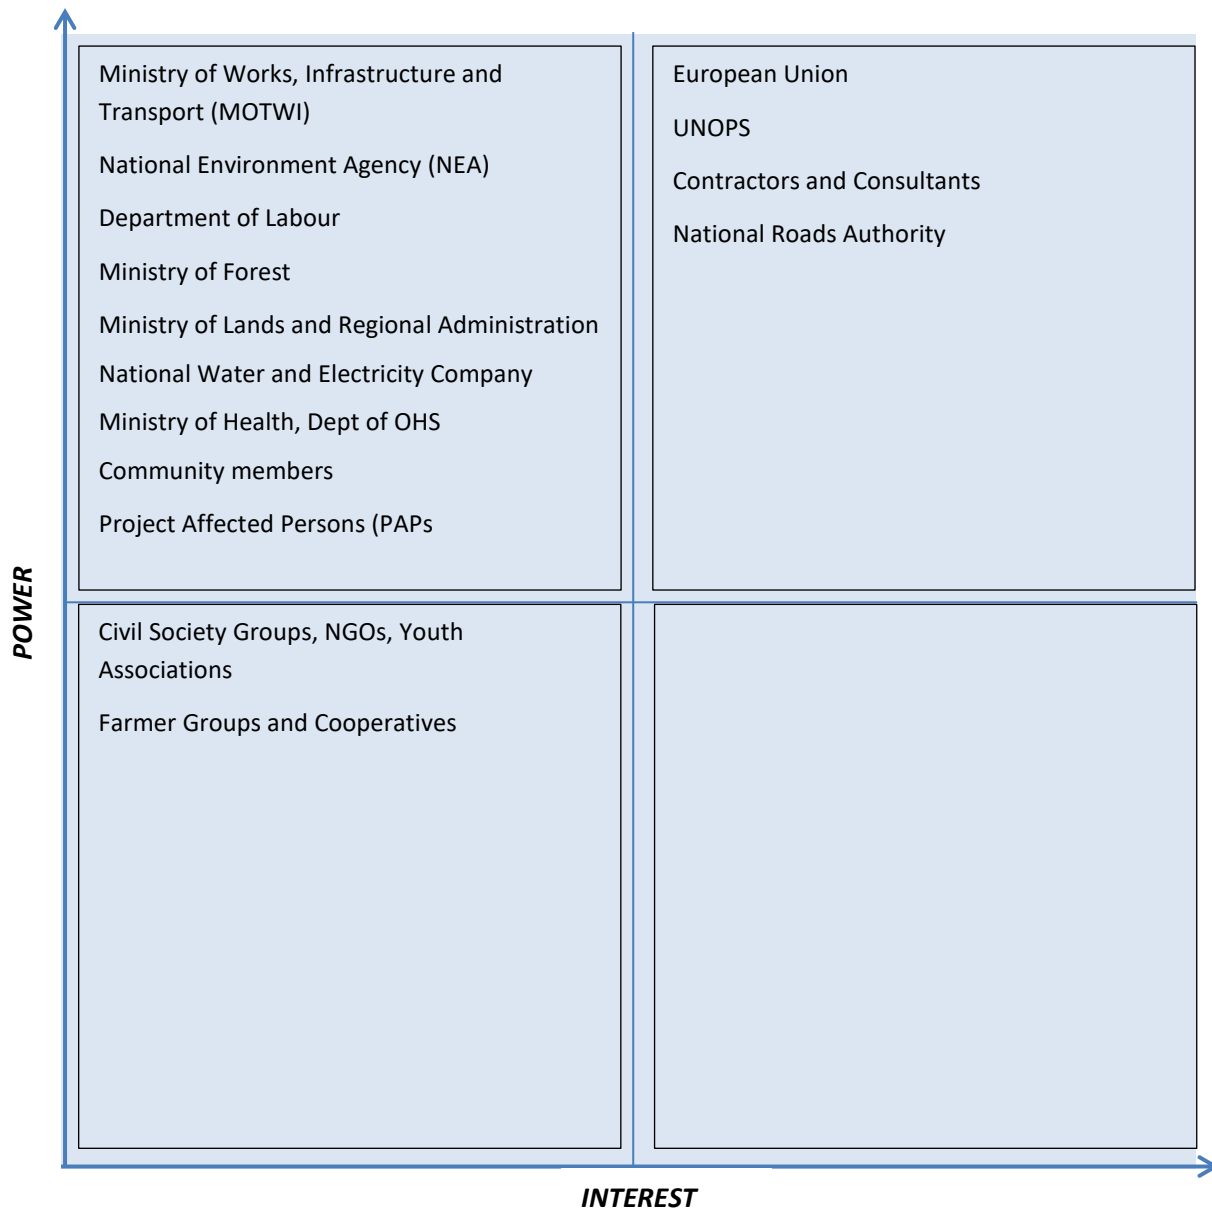 Ministry of Works, Infrastructure and
Transport (MOTWI)
National Environment Agency (NEA)
Department of Labour
Ministry of Forest
Ministry of Lands and Regional Administration
National Water and Electricity Company
Ministry of Health, Dept of OHS
Community members
Project Affected Persons (PAPs
European Union
UNOPS
Contractors and Consultants
National Roads Authority
POWER
Civil Society Groups, NGOs, Youth
Associations
Farmer Groups and Cooperatives
INTEREST